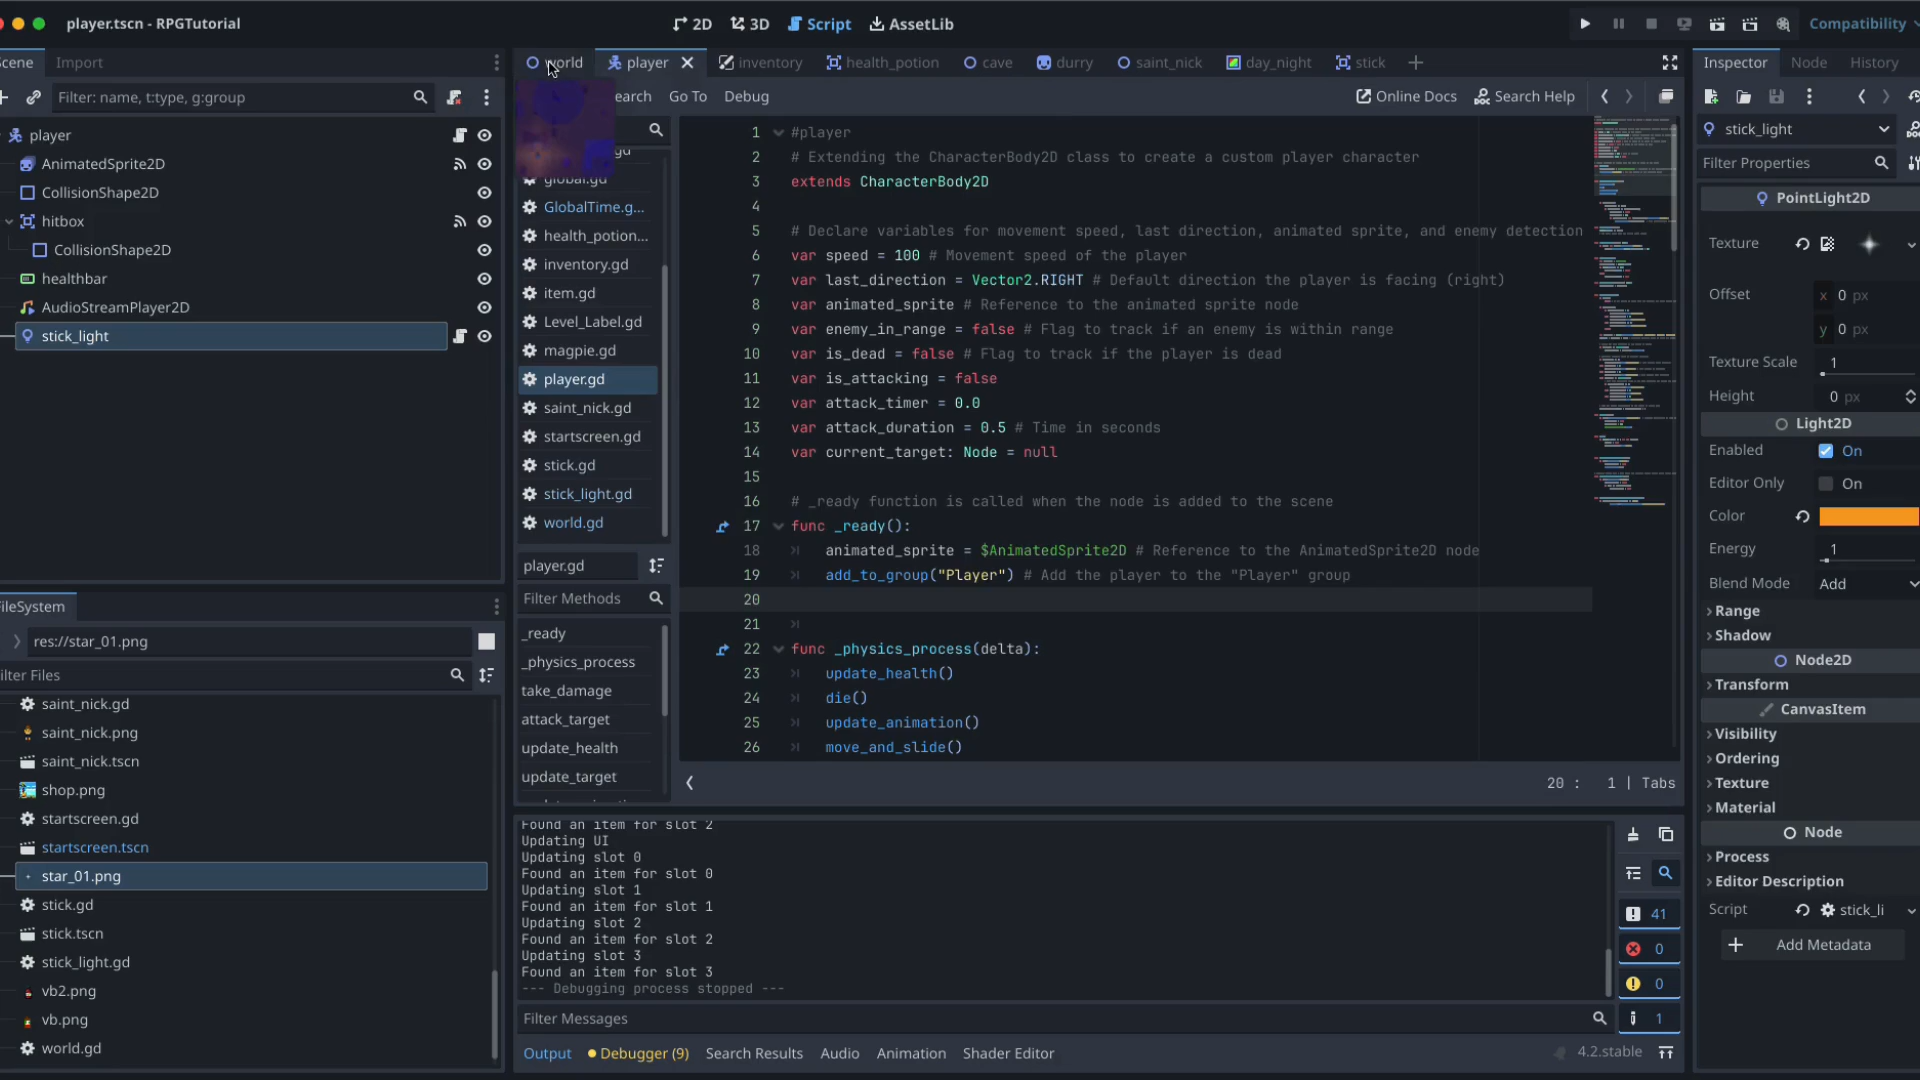 player.tscn - RPGTutorial
2D
3D
Script
AssetLib
Compatibility
Scene
Import
Filter: name, t:type, g:group
player
AnimatedSprite2D
CollisionShape2D
hitbox
CollisionShape2D
healthbar
AudioStreamPlayer2D
stick_light
FileSystem
res://star_01.png
Filter Files
saint_nick.gd
saint_nick.png
saint_nick.tscn
shop.png
startscreen.gd
startscreen.tscn
star_01.png
stick.gd
stick.tscn
stick_light.gd
vb2.png
vb.png
world.gd
world
player
inventory
health_potion
cave
durry
saint_nick
day_night
stick
earch
Go To
Debug
Online Docs
Search Help
global.gd
GlobalTime.g...
health_potion...
inventory.gd
item.gd
Level_Label.gd
magpie.gd
player.gd
saint_nick.gd
startscreen.gd
stick.gd
stick_light.gd
world.gd
player.gd
Filter Methods
_ready
_physics_process
take_damage
attack_target
update_health
update_target
1 #player
2 # Extending the CharacterBody2D class to create a custom player character
3 extends CharacterBody2D
4
5 # Declare variables for movement speed, last direction, animated sprite, and enemy detection
6 var speed = 100 # Movement speed of the player
7 var last_direction = Vector2.RIGHT # Default direction the player is facing (right)
8 var animated_sprite # Reference to the animated sprite node
9 var enemy_in_range = false # Flag to track if an enemy is within range
10 var is_dead = false # Flag to track if the player is dead
11 var is_attacking = false
12 var attack_timer = 0.0
13 var attack_duration = 0.5 # Time in seconds
14 var current_target: Node = null
15
16 # _ready function is called when the node is added to the scene
17 func _ready():
18 animated_sprite = $AnimatedSprite2D # Reference to the AnimatedSprite2D node
19 add_to_group("Player") # Add the player to the "Player" group
20
21
22 func _physics_process(delta):
23 update_health()
24 die()
25 update_animation()
26 move_and_slide()
20 : 1 | Tabs
Found an item for slot 2
Updating UI
Updating slot 0
Found an item for slot 0
Updating slot 1
Found an item for slot 1
Updating slot 2
Found an item for slot 2
Updating slot 3
Found an item for slot 3
--- Debugging process stopped ---
41
0
0
1
Filter Messages
Output
Debugger (9)
Search Results
Audio
Animation
Shader Editor
4.2.stable
Inspector
Node
History
stick_light
Filter Properties
PointLight2D
Texture
Offset
x 0 px
y 0 px
Texture Scale
1
Height
0 px
Light2D
Enabled
On
Editor Only
On
Color
Energy
1
Blend Mode
Add
Range
Shadow
Node2D
Transform
CanvasItem
Visibility
Ordering
Texture
Material
Node
Process
Editor Description
Script
stick_li
Add Metadata